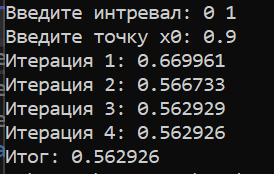 Введите интревал: 0 1
Введите точку x0: 0.9
Итерация 1: 0.669961
Итерация 2: 0.566733
Итерация 3: 0.562929
Итерация 4: 0.562926
Итог: 0.562926